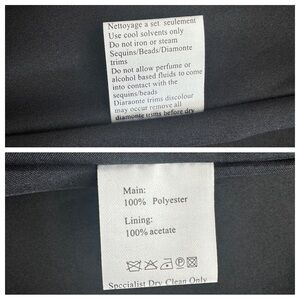 Nettoyage a set seulement
Use cool solvents only
Do not iron or steam
Sequins/Beads/Diamonte
trims
Do not allow perfume or
alcohol based fluids to come
into contact with the
sequins/beads
Diaraonte trims discolour
may occur remove all
diamonte trims before dry
Main:
100% Polyester
Lining:
100% acetate
Specialist Dry Clean Only